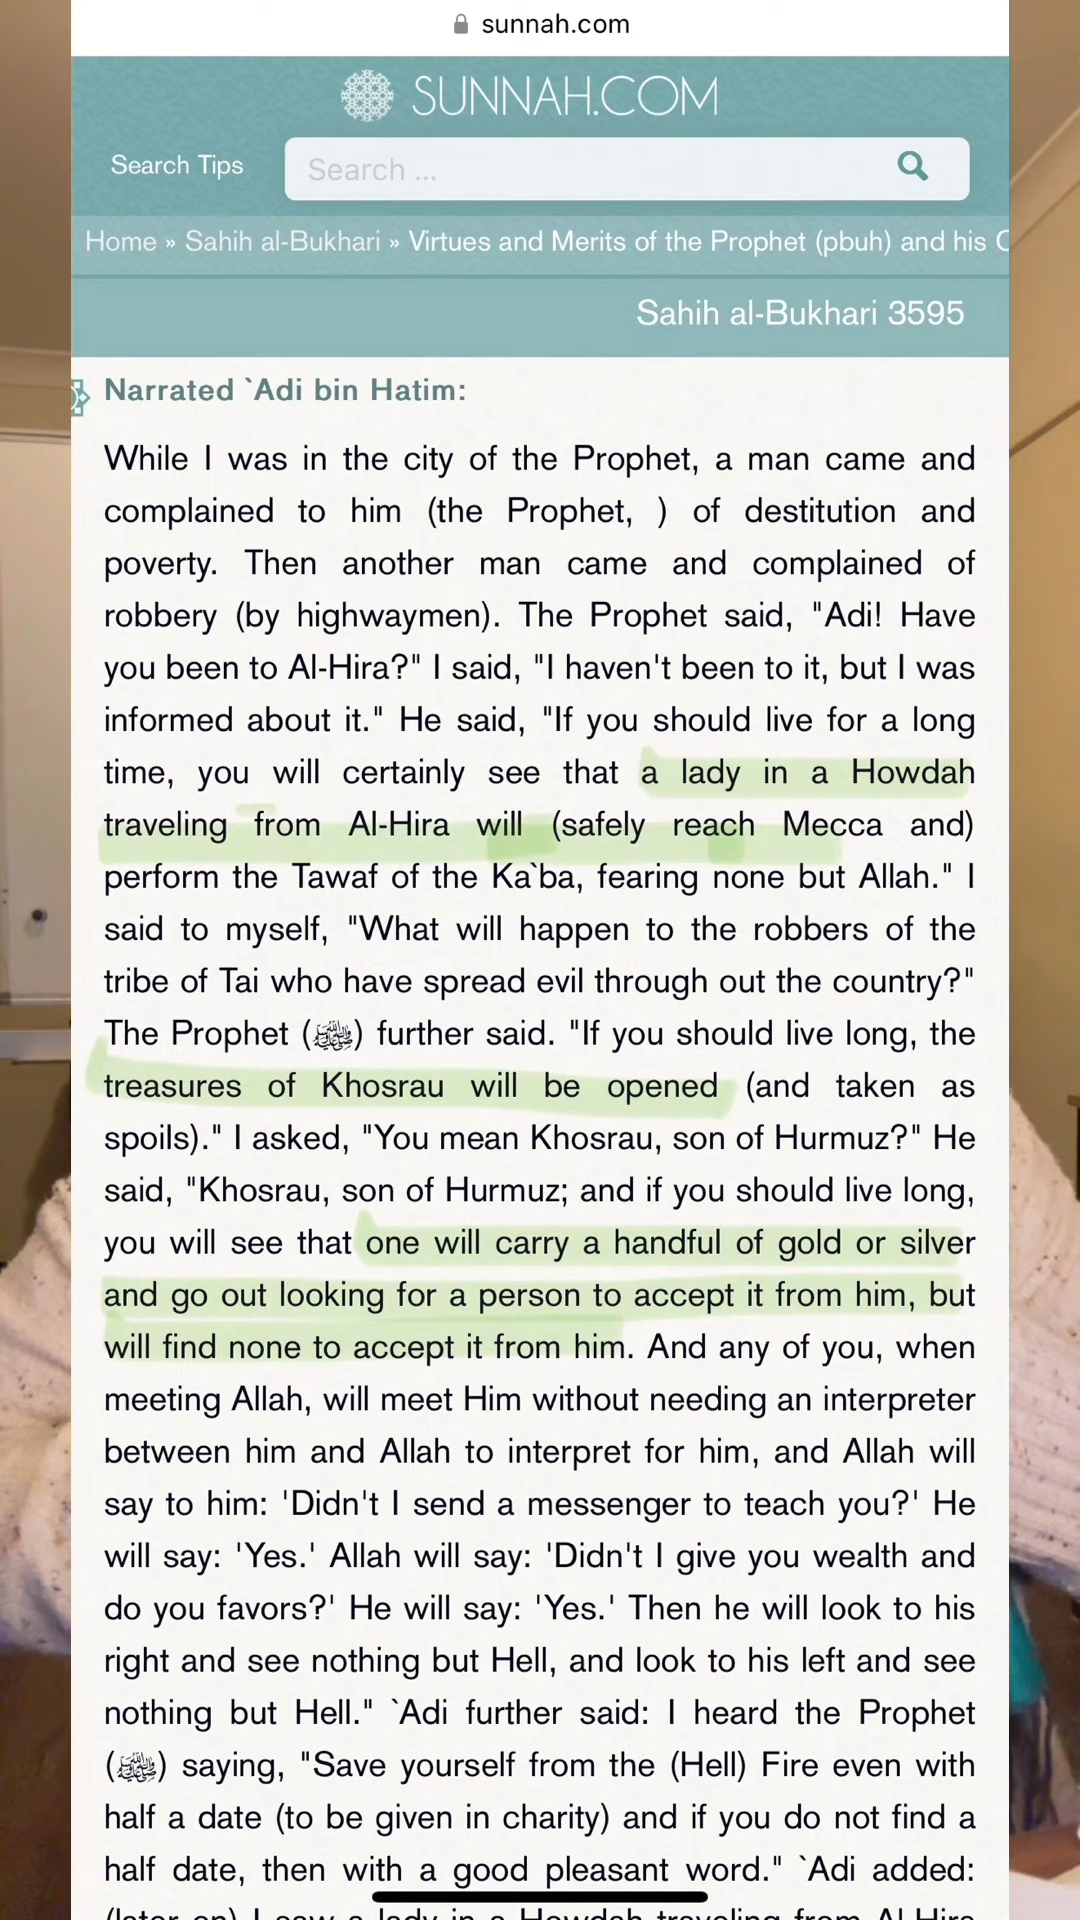 sunnah.com
SUNNAH.COM
Search Tips
Search ...
Home » Sahih al-Bukhari » Virtues and Merits of the Prophet (pbuh) and his
Sahih al-Bukhari 3595
Narrated `Adi bin Hatim:
While I was in the city of the Prophet, a man came and
complained to him (the Prophet, ) of destitution and
poverty. Then another man came and complained of
robbery (by highwaymen). The Prophet said, "Adi! Have
you been to Al-Hira?" I said, "I haven't been to it, but I was
informed about it." He said, "If you should live for a long
time, you will certainly see that a lady in a Howdah
traveling from Al-Hira will (safely reach Mecca and)
perform the Tawaf of the Ka`ba, fearing none but Allah." I
said to myself, "What will happen to the robbers of the
tribe of Tai who have spread evil through out the country?"
The Prophet (ﷺ) further said. "If you should live long, the
treasures of Khosrau will be opened (and taken as
spoils)." I asked, "You mean Khosrau, son of Hurmuz?" He
said, "Khosrau, son of Hurmuz; and if you should live long,
you will see that one will carry a handful of gold or silver
and go out looking for a person to accept it from him, but
will find none to accept it from him. And any of you, when
meeting Allah, will meet Him without needing an interpreter
between him and Allah to interpret for him, and Allah will
say to him: 'Didn't I send a messenger to teach you?' He
will say: 'Yes.' Allah will say: 'Didn't I give you wealth and
do you favors?' He will say: 'Yes.' Then he will look to his
right and see nothing but Hell, and look to his left and see
nothing but Hell." `Adi further said: I heard the Prophet
(ﷺ) saying, "Save yourself from the (Hell) Fire even with
half a date (to be given in charity) and if you do not find a
half date, then with a good pleasant word." `Adi added:
(later on) I saw a lady in a Howdah traveling from Al-Hira